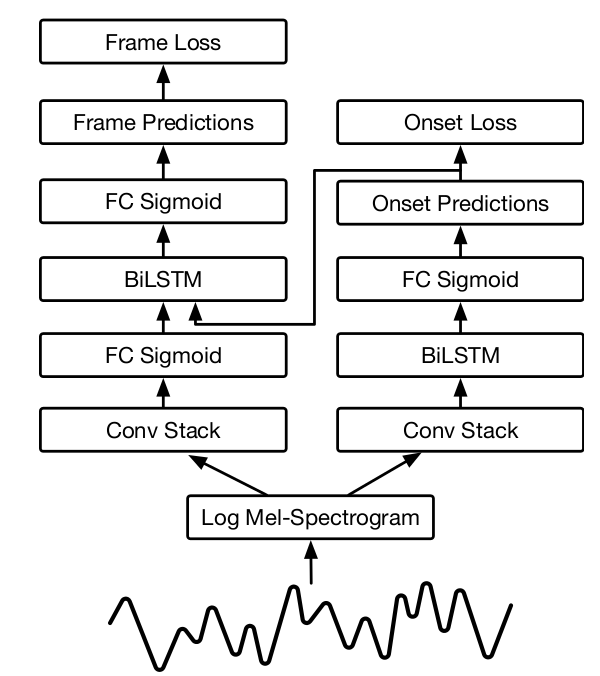 Frame Loss
Frame Predictions
Onset Loss
FC Sigmoid
Onset Predictions
BiLSTM
FC Sigmoid
FC Sigmoid
BiLSTM
Conv Stack
Conv Stack
Log Mel-Spectrogram